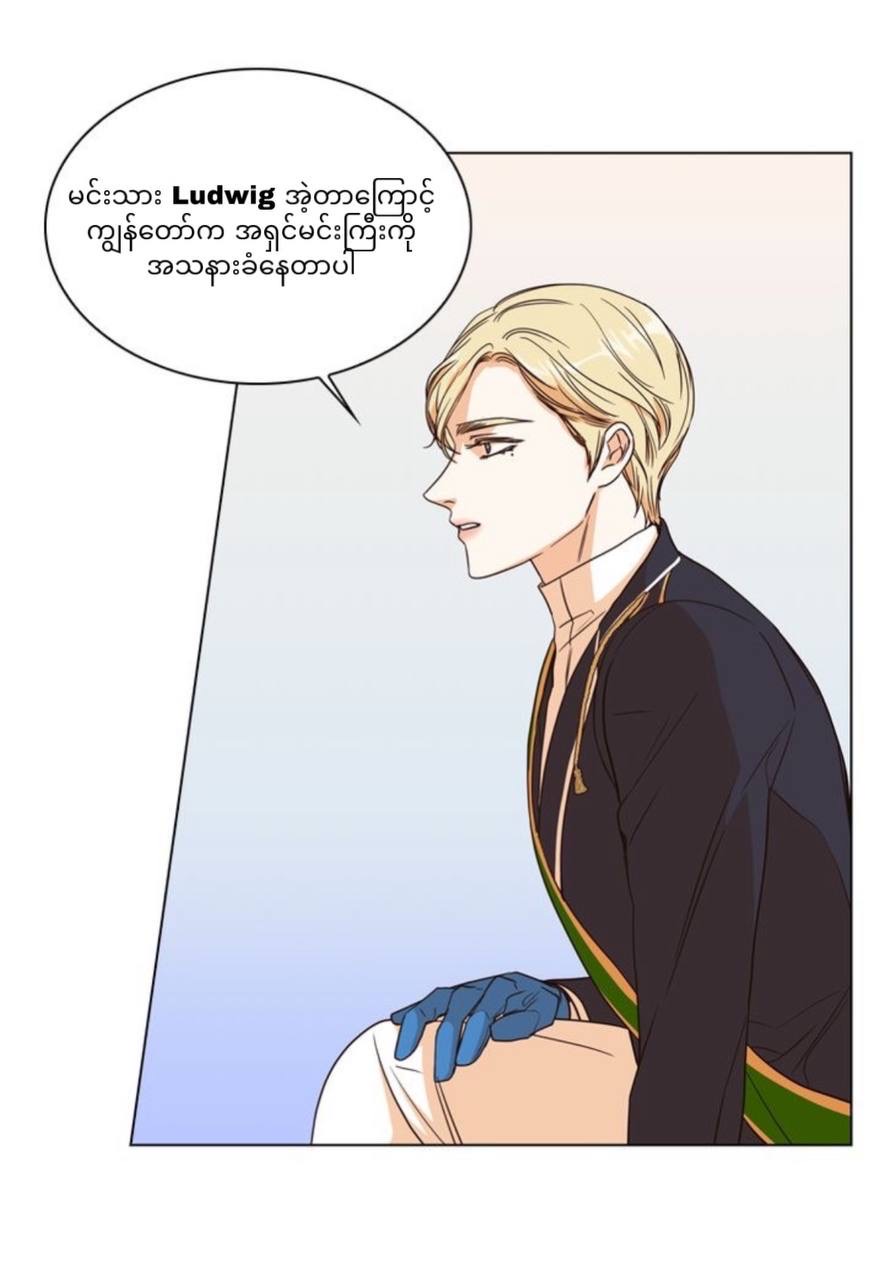 မင်းသား Ludwig အဲ့တာကြောင့်
ကျွန်တော်က အရှင်မင်းကြီးကို
အသနားခံနေတာပါ